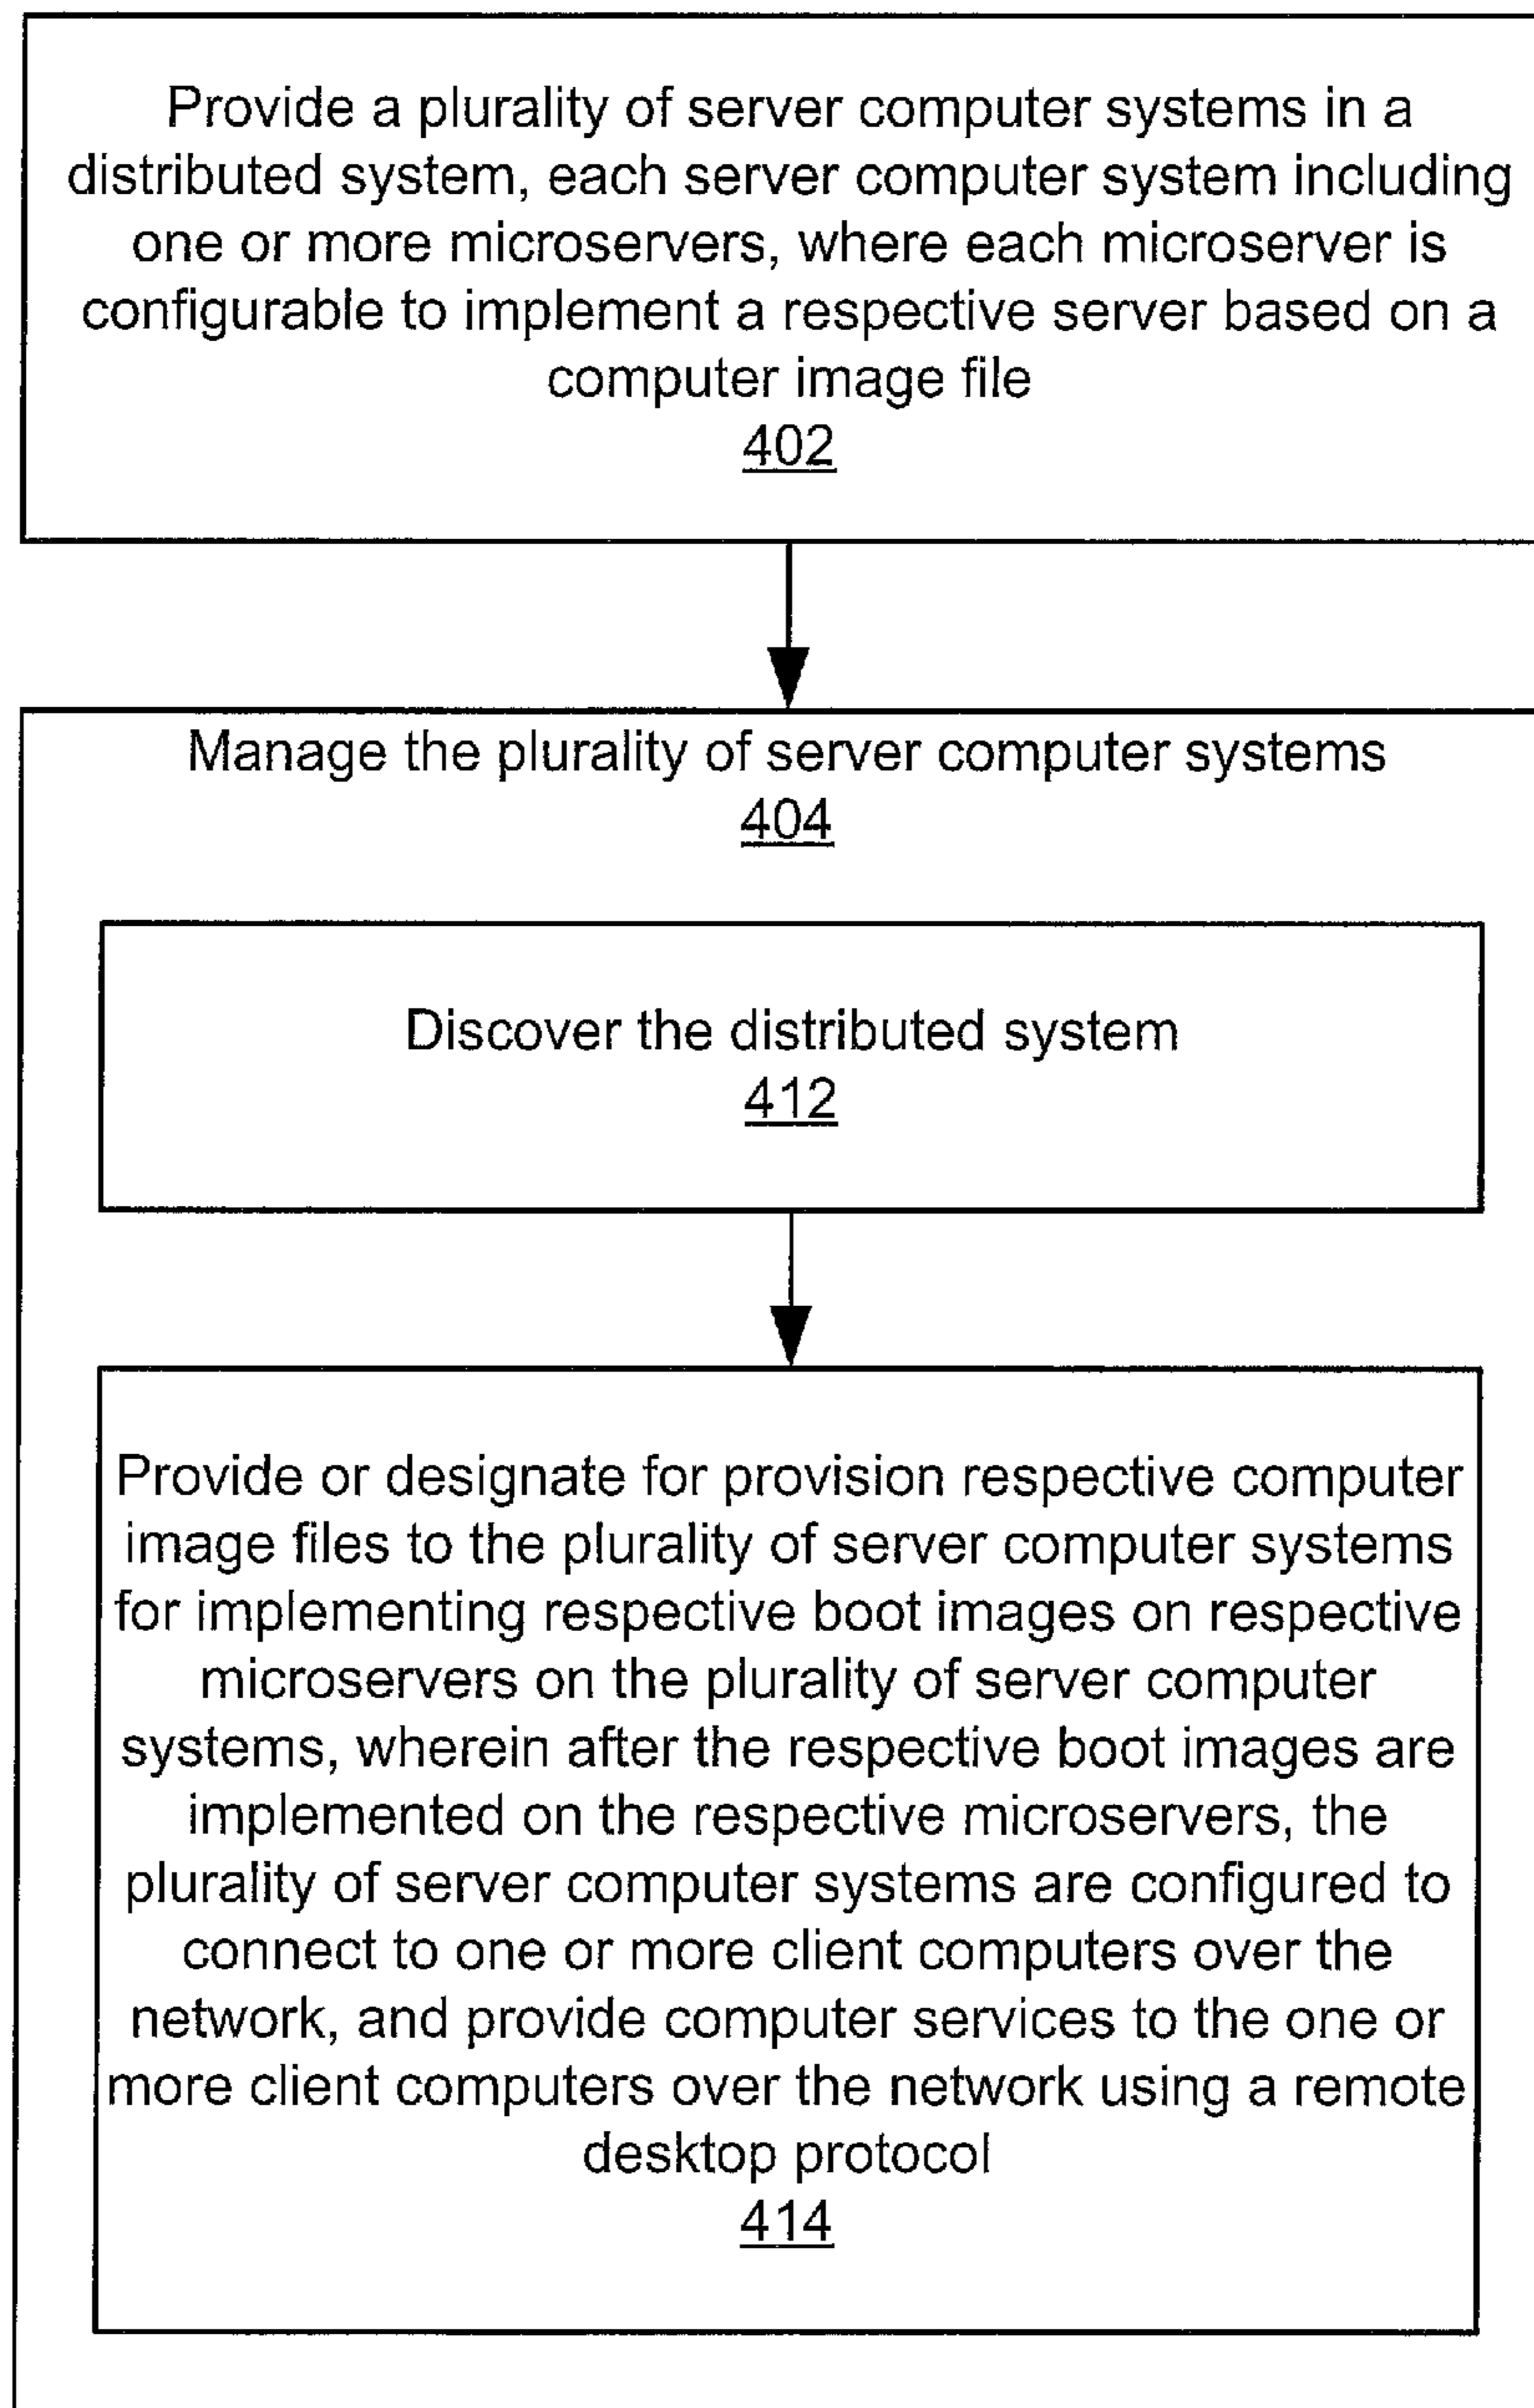 Provide a plurality of server computer systems in a
distributed system, each server computer system including
one or more microservers, where each microserver is
configurable to implement a respective server based on a
computer image file
402
Manage the plurality of server computer systems
404
Discover the distributed system
412
Provide or designate for provision respective computer
image files to the plurality of server computer systems
for implementing respective boot images on respective
microservers on the plurality of server computer
systems, wherein after the respective boot images are
implemented on the respective microservers, the
plurality of server computer systems are configured to
connect to one or more client computers over the
network, and provide computer services to the one or
more client computers over the network using a remote
desktop protocol
414